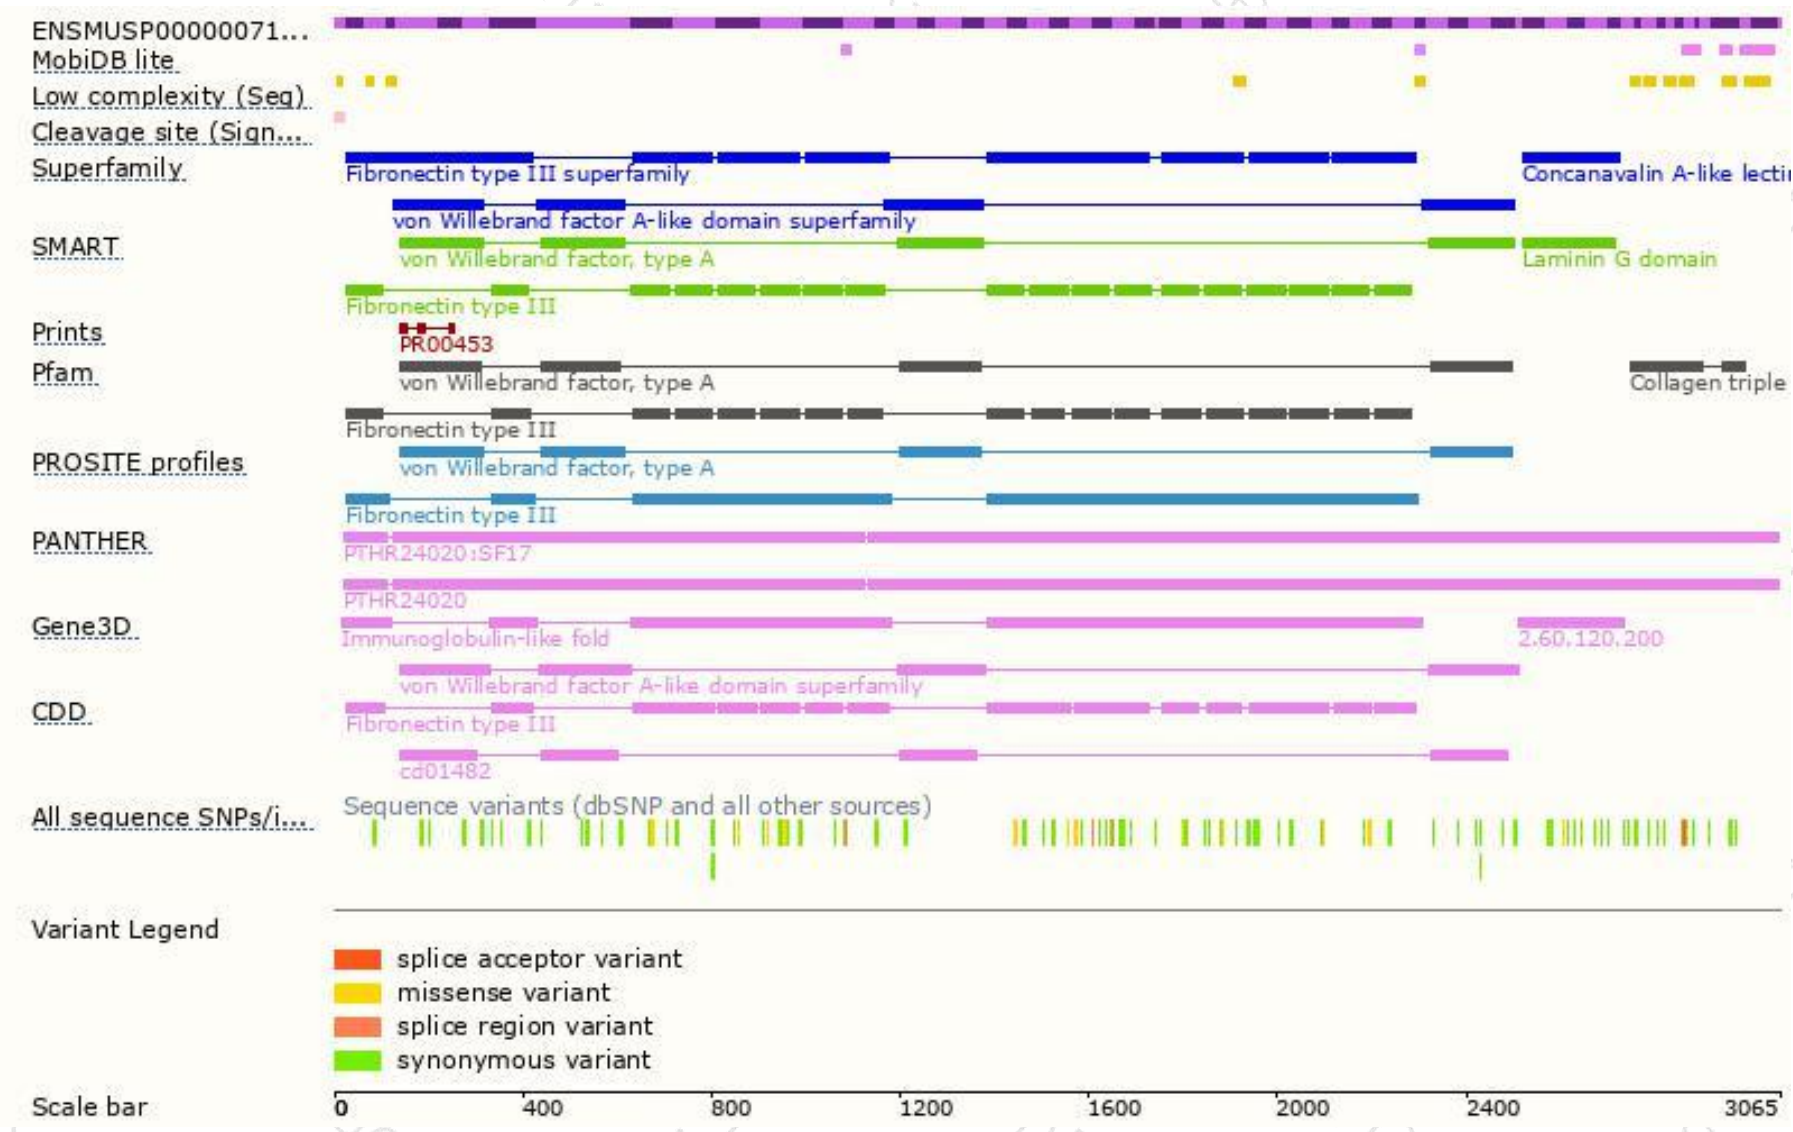 ENSMUSP00000071...
MobiDB lite
Low complexity (Seg)
Cleavage site (Sign...
Superfamily
Fibronectin type III superfamily
Concanavalin A-like lectin
von Willebrand factor A-like domain superfamily
SMART
von Willebrand factor, type A
Laminin G domain
Fibronectin type III
Prints
PR00453
Pfam
von Willebrand factor, type A
Collagen triple
Fibronectin type III
PROSITE profiles
von Willebrand factor, type A
Fibronectin type III
PANTHER
PTHR24020:SF17
PTHR24020
Gene3D
Immunoglobulin-like fold
2.60.120.200
von Willebrand factor A-like domain superfamily
CDD
Fibronectin type III
cd01482
All sequence SNPs/i...
Sequence variants (dbSNP and all other sources)
Variant Legend
splice acceptor variant
missense variant
splice region variant
synonymous variant
Scale bar
0 400 800 1200 1600 2000 2400 3065